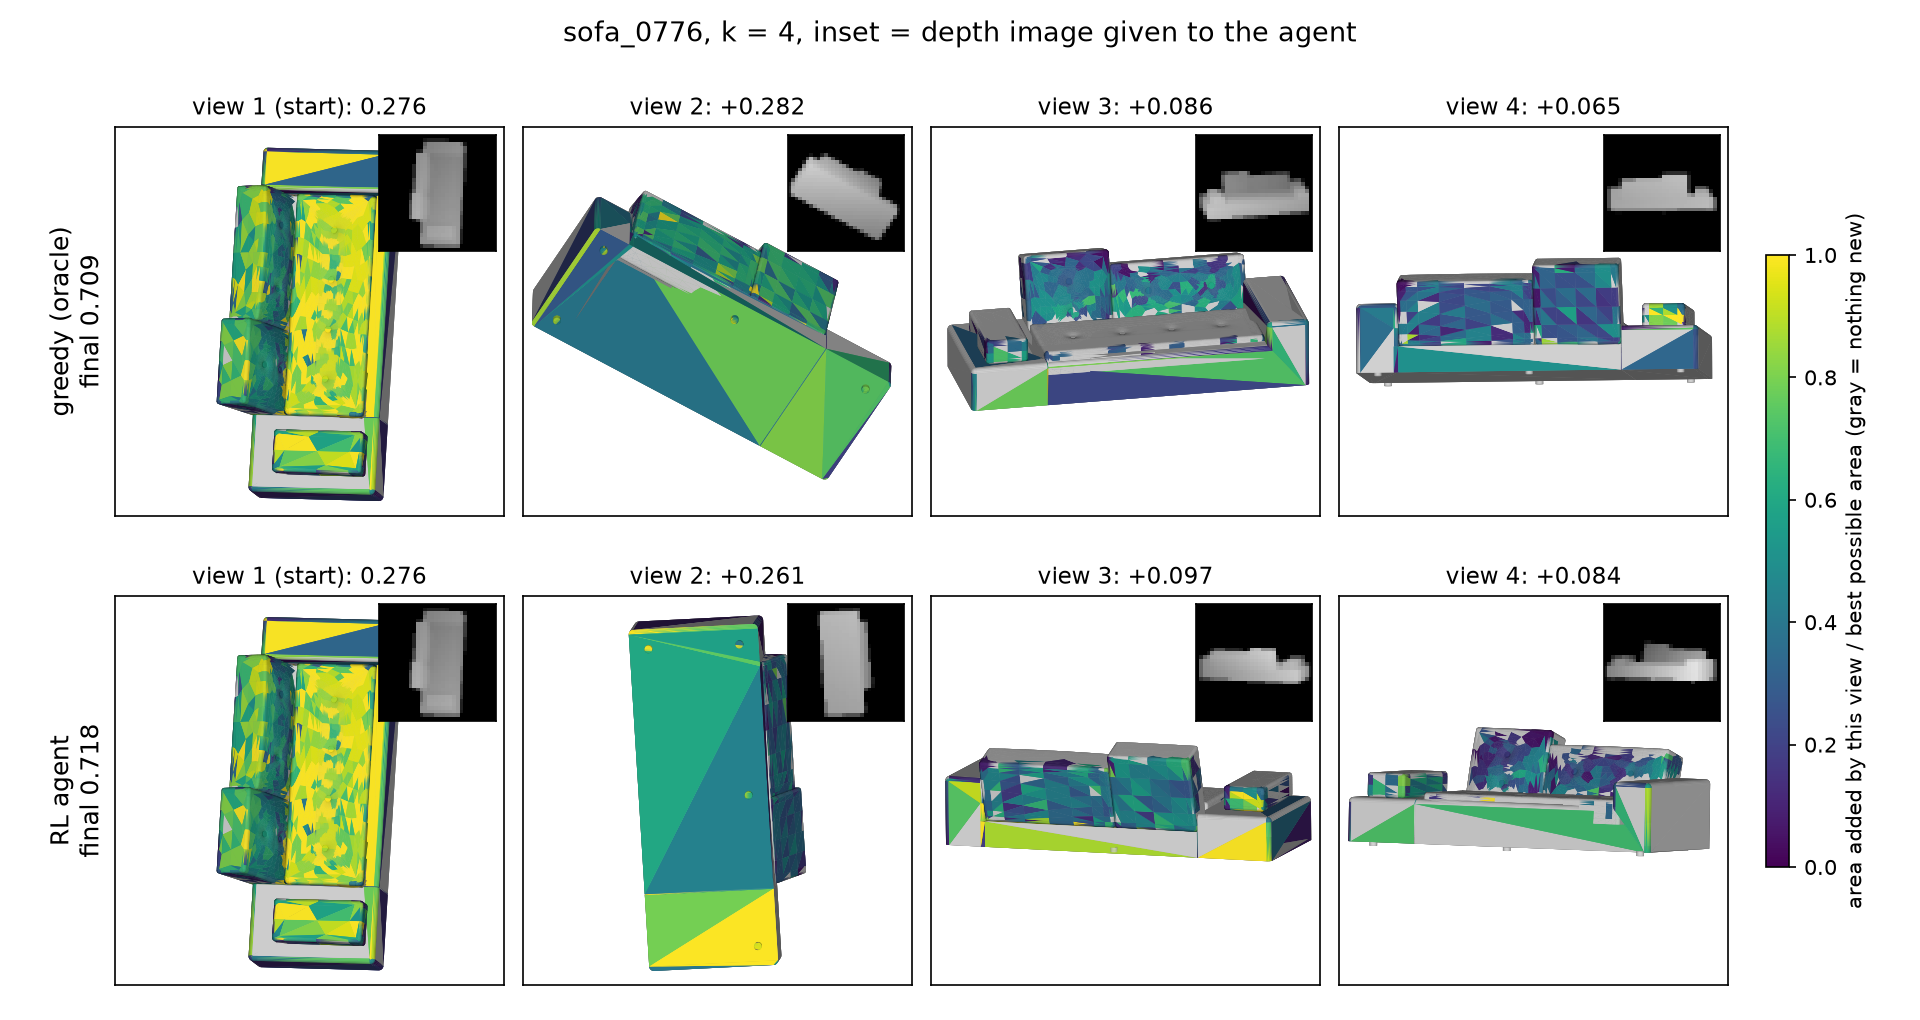 sofa_0776, k = 4, inset = depth image given to the agent
greedy (oracle)
final 0.709
view 1 (start): 0.276
view 2: +0.282
view 3: +0.086
view 4: +0.065
RL agent
final 0.718
view 1 (start): 0.276
view 2: +0.261
view 3: +0.097
view 4: +0.084
1.0
0.8
0.6
0.4
0.2
0.0
area added by this view / best possible area (gray = nothing new)